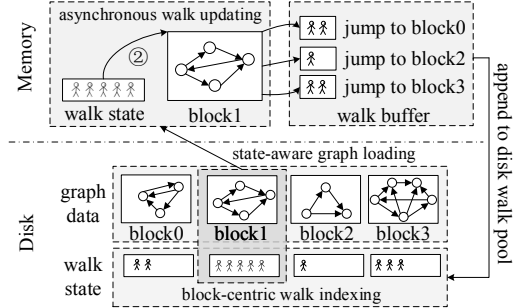 asynchronous walk updating
②
walk state
block1
jump to block0
jump to block2
jump to block3
walk buffer
Memory
append to disk walk pool
state-aware graph loading
Disk
graph
data
block0
block1
block2
block3
walk
state
block-centric walk indexing